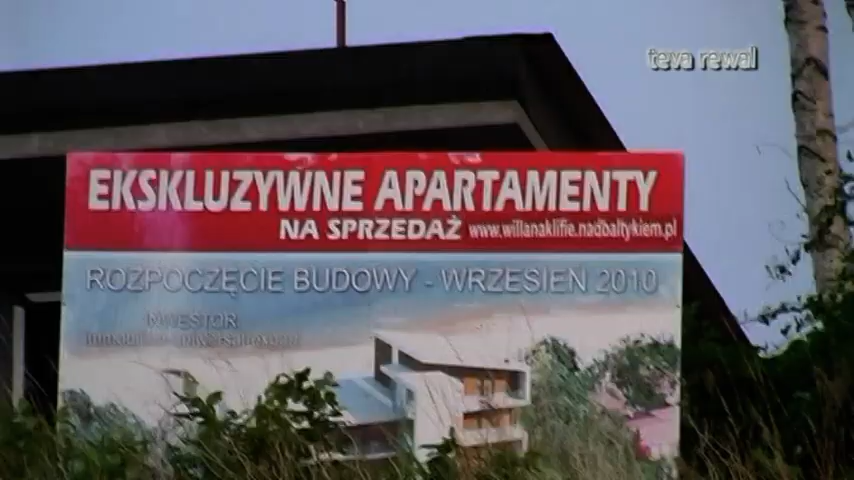 teva rewal
EKSKLUZYWNE APARTAMENTY
NA SPRZEDAŻ www.willanaklifie.nadbaltykiem.pl
ROZPOCZĘCIE BUDOWY - WRZESIEŃ 2010
INWESTOR